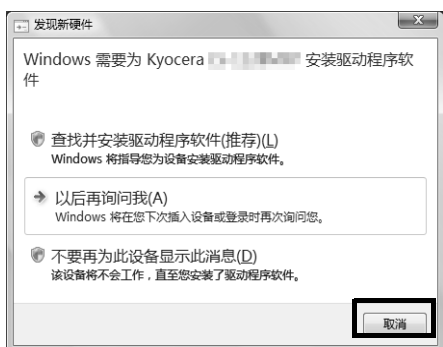 发现新硬件
Windows 需要为 Kyocera 安装驱动程序软
件
查找并安装驱动程序软件(推荐)(L)
Windows 将指导您为设备安装驱动程序软件。
以后再询问我(A)
Windows 将在您下次插入设备或登录时再次询问您。
不要再为此设备显示此消息(D)
该设备将不会工作，直至您安装了驱动程序软件。
取消